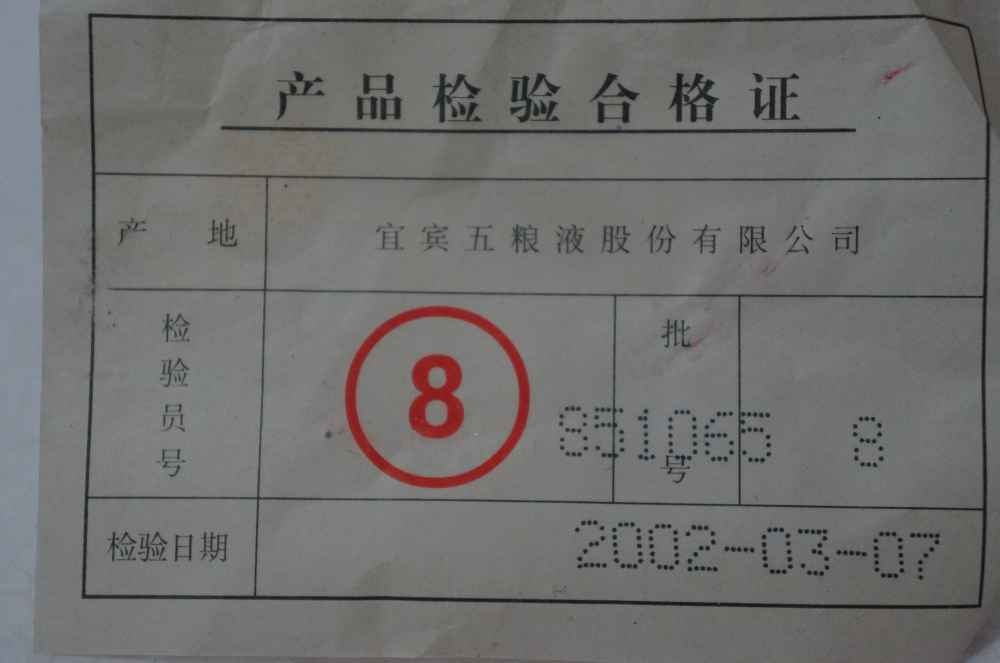 产品检验合格证
产地 宜宾五粮液股份有限公司
检验员号 8 批号 851065 8
检验日期 2002-03-07